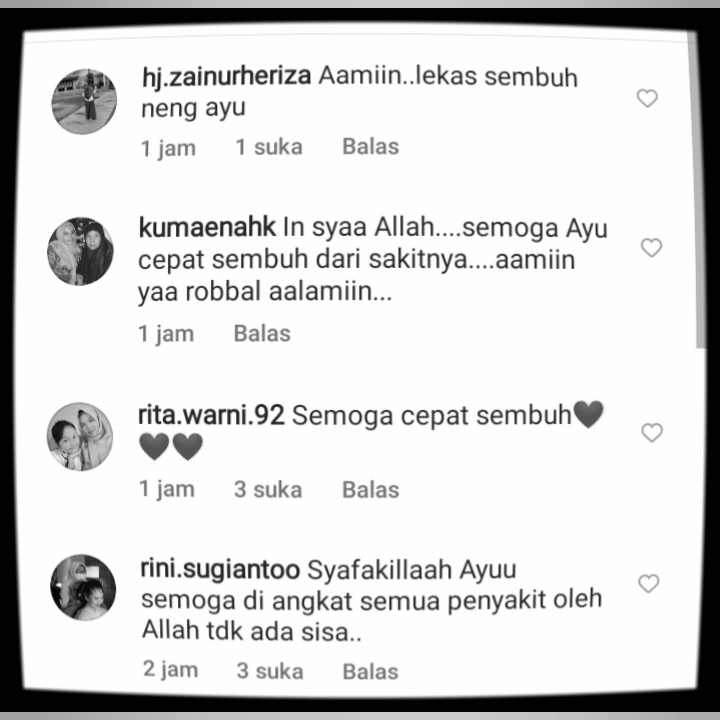 hj.zainurheriza Aamiin..lekas sembuh
neng ayu
1 jam 1 suka Balas
kumaenahk In syaa Allah....semoga Ayu
cepat sembuh dari sakitnya....aamiin
yaa robbal aalamiin...
1 jam Balas
rita.warni.92 Semoga cepat sembuh🖤
🖤🖤
1 jam 3 suka Balas
rini.sugiantoo Syafakillaah Ayuu
semoga di angkat semua penyakit oleh
Allah tdk ada sisa..
2 jam 3 suka Balas